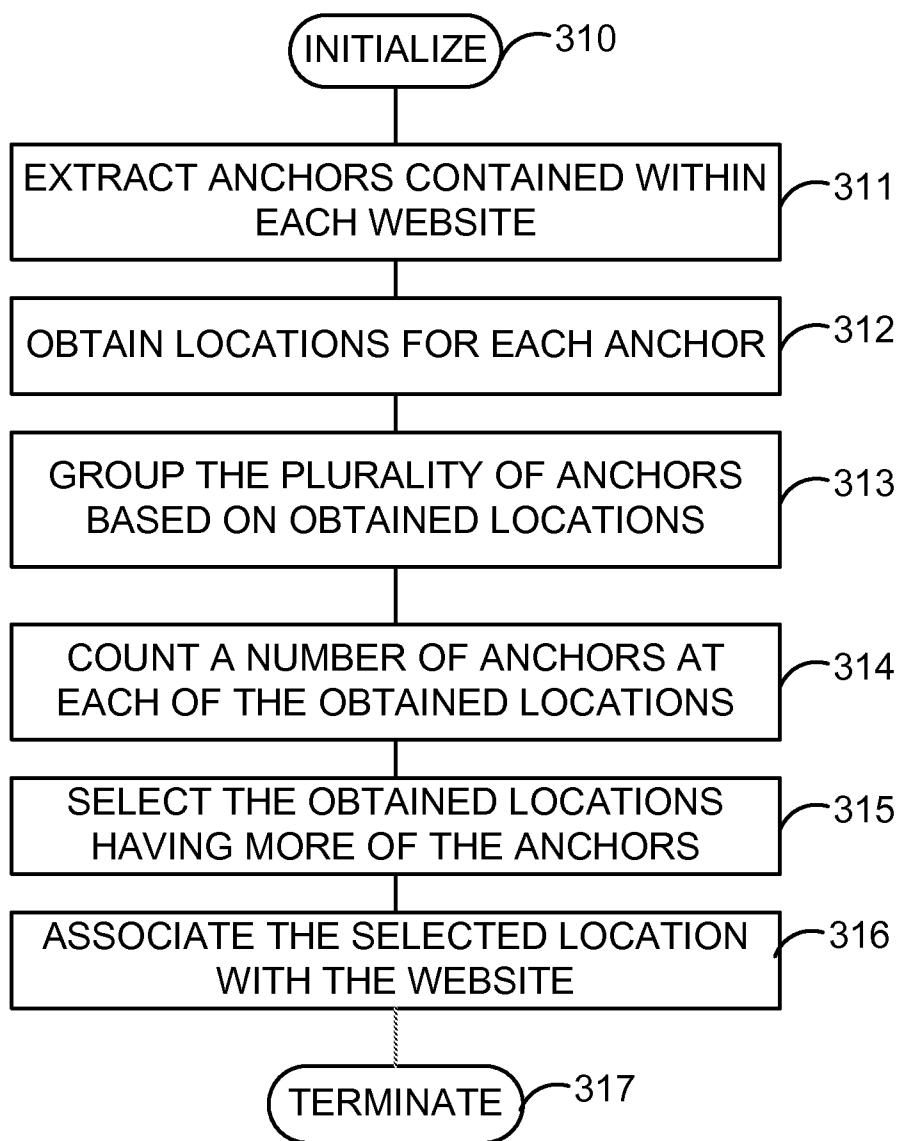 INITIALIZE
310
EXTRACT ANCHORS CONTAINED WITHIN
EACH WEBSITE
311
OBTAIN LOCATIONS FOR EACH ANCHOR
312
GROUP THE PLURALITY OF ANCHORS
BASED ON OBTAINED LOCATIONS
313
COUNT A NUMBER OF ANCHORS AT
EACH OF THE OBTAINED LOCATIONS
314
SELECT THE OBTAINED LOCATIONS
HAVING MORE OF THE ANCHORS
315
ASSOCIATE THE SELECTED LOCATION
WITH THE WEBSITE
316
TERMINATE
317